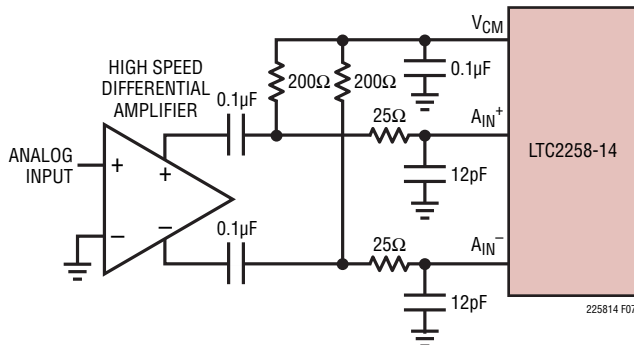 V_CM
HIGH SPEED
DIFFERENTIAL
AMPLIFIER
200Ω
200Ω
0.1µF
0.1µF
25Ω
A_IN^+
ANALOG
INPUT
+
+
12pF
LTC2258-14
−
−
0.1µF
25Ω
A_IN^−
12pF
225814 F07